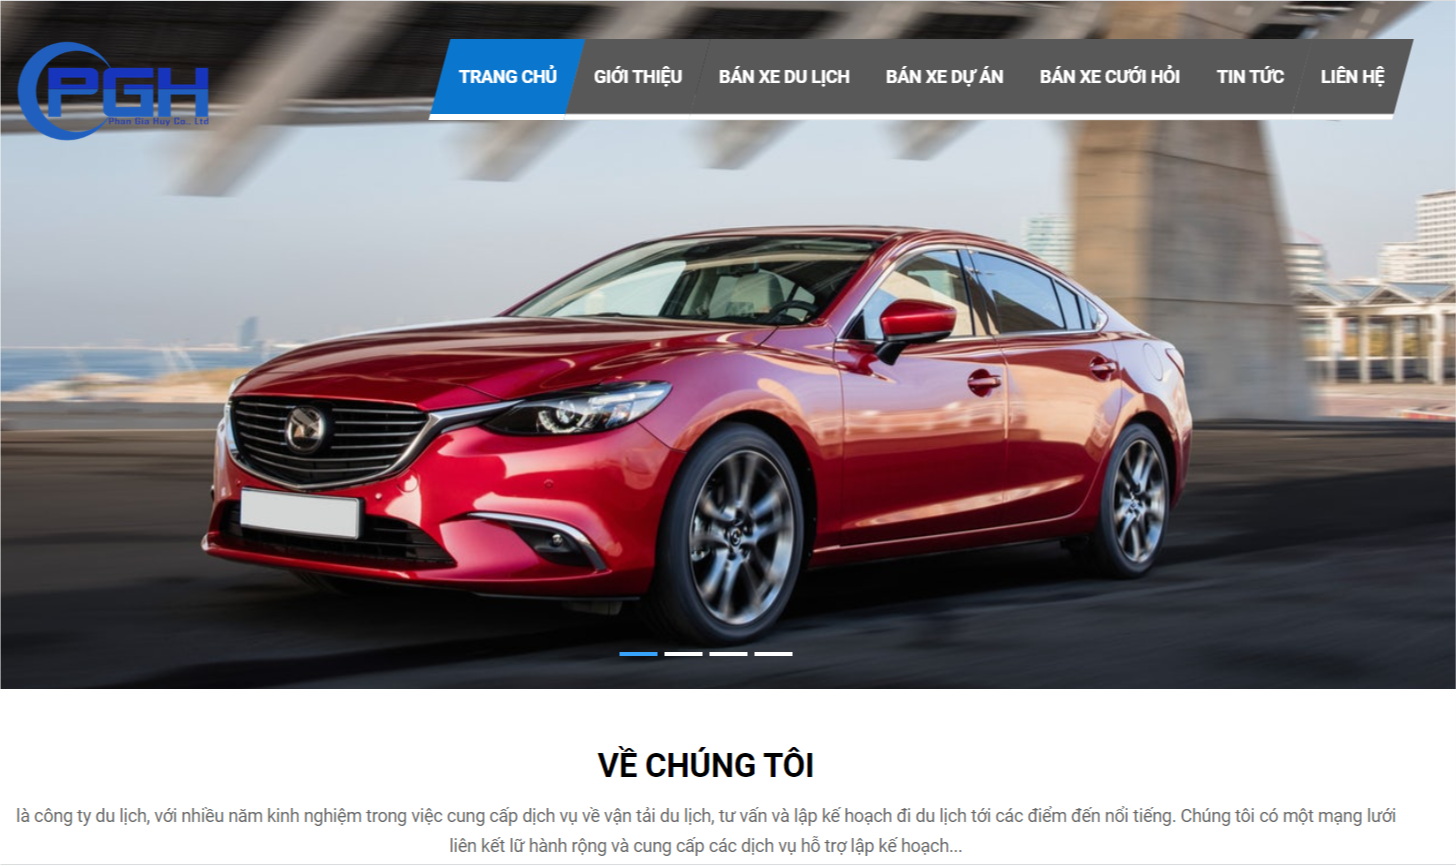 PGH
Phan Gia Huy Co., Ltd
TRANG CHỦ GIỚI THIỆU BÁN XE DU LỊCH BÁN XE DỰ ÁN BÁN XE CƯỚI HỎI TIN TỨC LIÊN HỆ
VỀ CHÚNG TÔI
là công ty du lịch, với nhiều năm kinh nghiệm trong việc cung cấp dịch vụ về vận tải du lịch, tư vấn và lập kế hoạch đi du lịch tới các điểm đến nổi tiếng. Chúng tôi có một mạng lưới
liên kết lữ hành rộng và cung cấp các dịch vụ hỗ trợ lập kế hoạch...